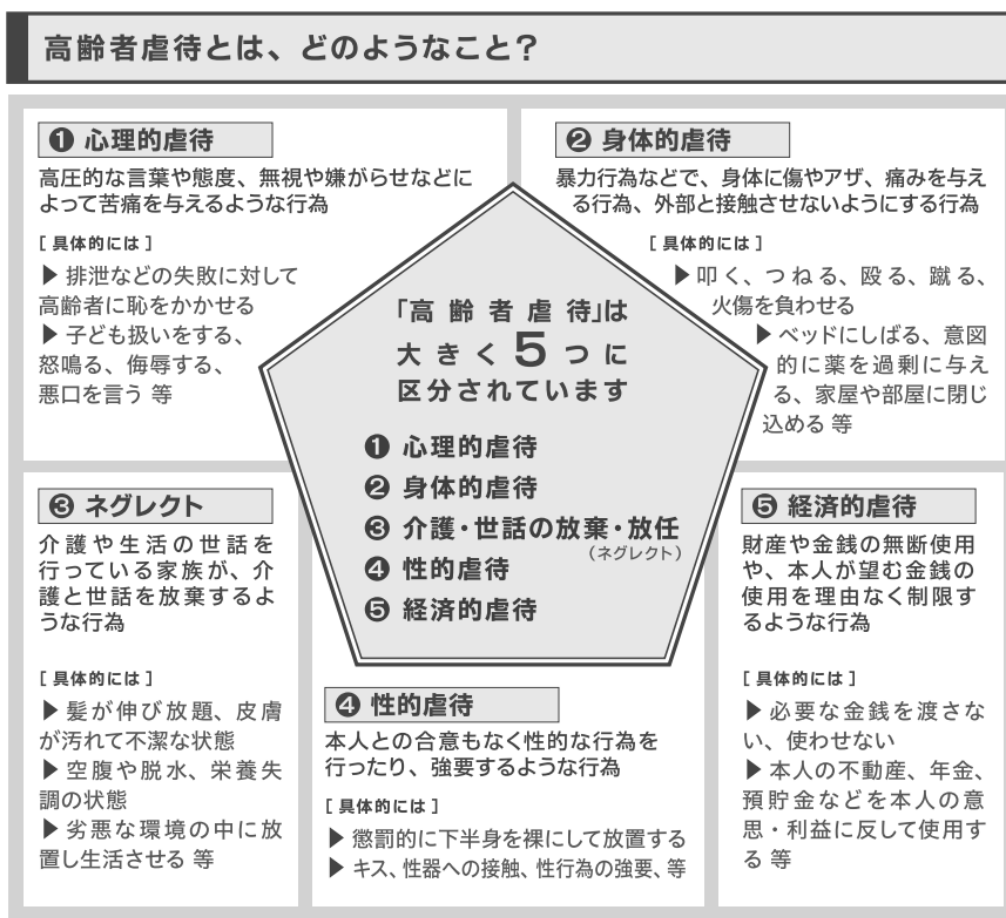 高齢者虐待とは、どのようなこと?
❶ 心理的虐待
高圧的な言葉や態度、無視や嫌がらせなどに
よって苦痛を与えるような行為
[ 具体的には ]
▶ 排泄などの失敗に対して
高齢者に恥をかかせる
▶ 子ども扱いをする、
怒鳴る、侮辱する、
悪口を言う 等
❷ 身体的虐待
暴力行為などで、身体に傷やアザ、痛みを与え
る行為、外部と接触させないようにする行為
[ 具体的には ]
▶ 叩く、つねる、殴る、蹴る、
火傷を負わせる
▶ ベッドにしばる、意図
的に薬を過剰に与え
る、家屋や部屋に閉じ
込める 等
「高齢者虐待」は
大きく5つに
区分されています
❶ 心理的虐待
❷ 身体的虐待
❸ 介護・世話の放棄・放任
(ネグレクト)
❹ 性的虐待
❺ 経済的虐待
❸ ネグレクト
介護や生活の世話を
行っている家族が、介
護と世話を放棄するよ
うな行為
[ 具体的には ]
▶ 髪が伸び放題、皮膚
が汚れて不潔な状態
▶ 空腹や脱水、栄養失
調の状態
▶ 劣悪な環境の中に放
置し生活させる 等
❹ 性的虐待
本人との合意もなく性的な行為を
行ったり、強要するような行為
[ 具体的には ]
▶ 懲罰的に下半身を裸にして放置する
▶ キス、性器への接触、性行為の強要、等
❺ 経済的虐待
財産や金銭の無断使用
や、本人が望む金銭の
使用を理由なく制限す
るような行為
[ 具体的には ]
▶ 必要な金銭を渡さな
い、使わせない
▶ 本人の不動産、年金、
預貯金などを本人の意
思・利益に反して使用す
る 等